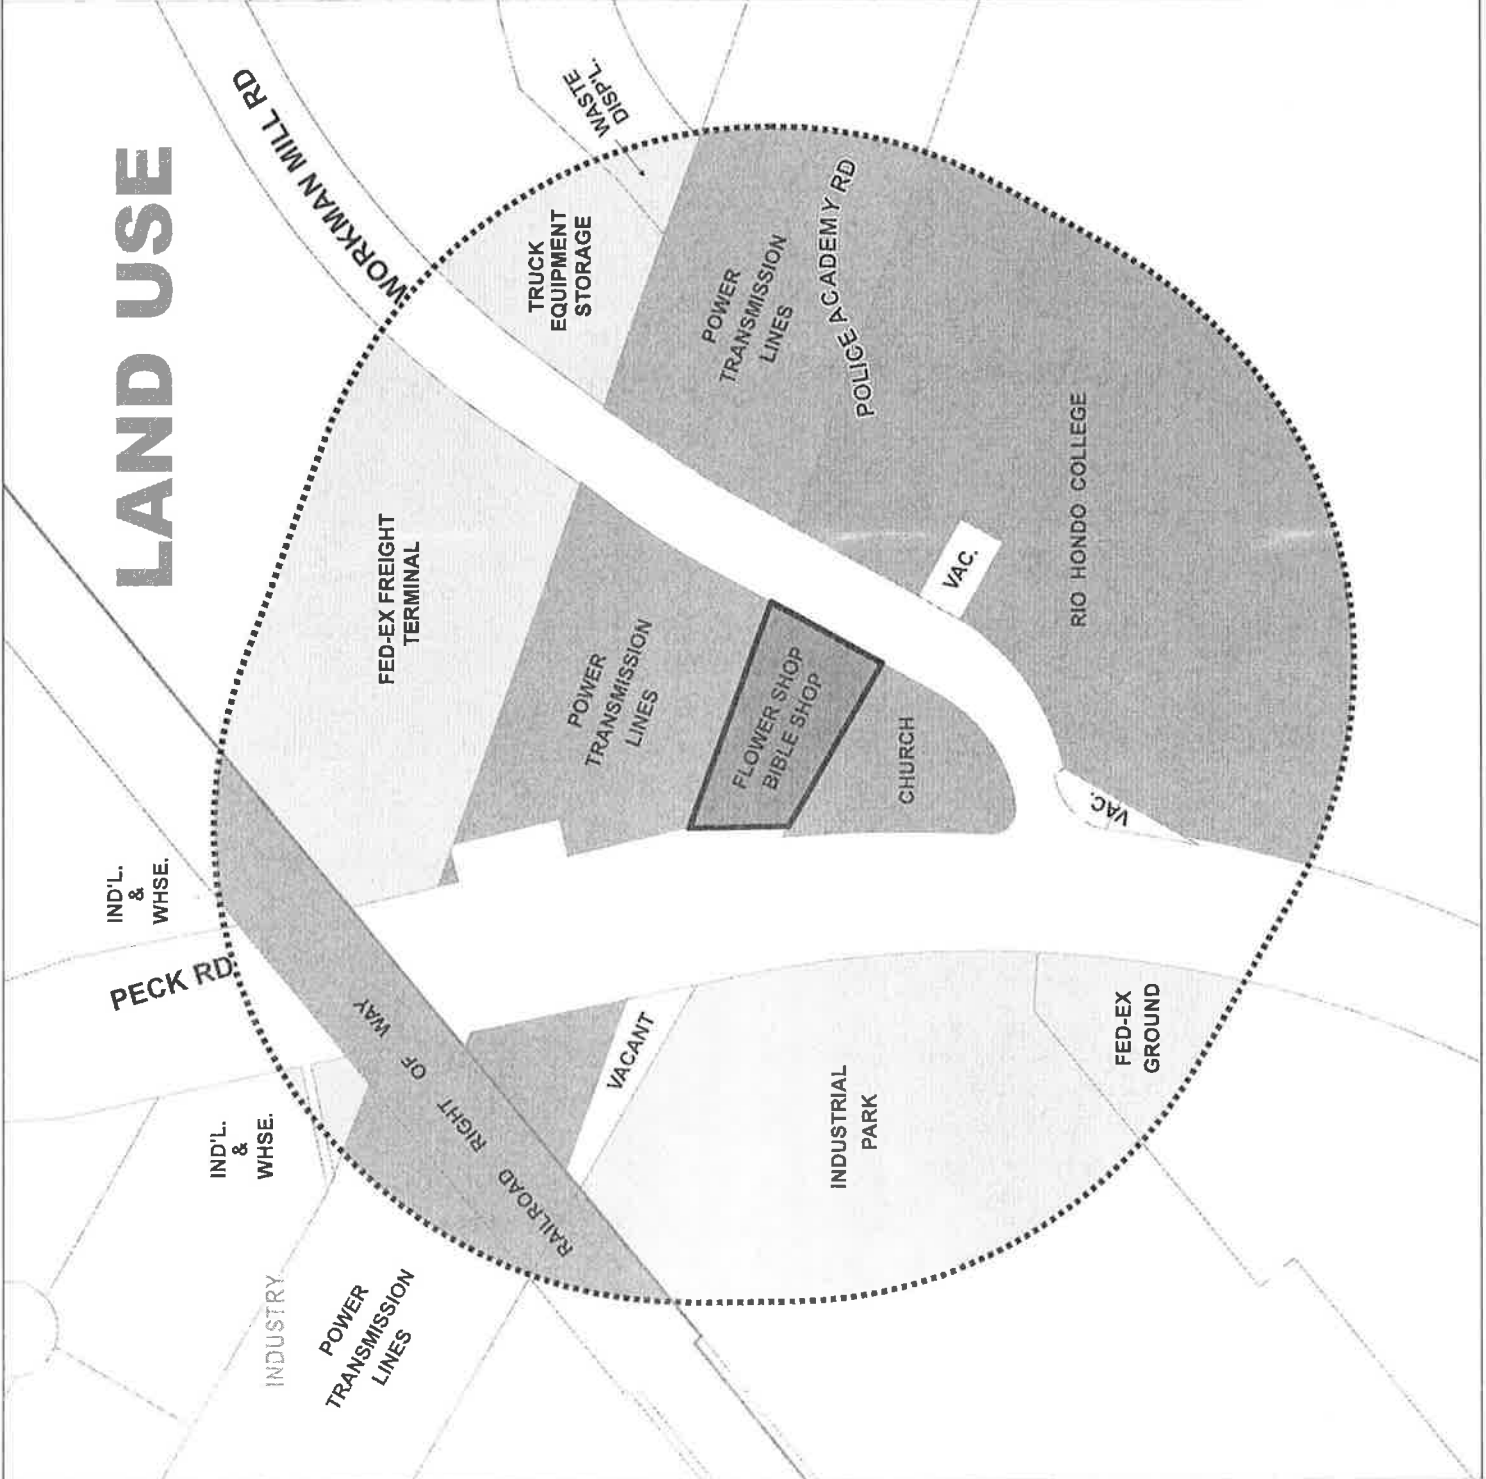 LAND USE
WORKMAN MILL RD
WASTE
DISP'L.
TRUCK
EQUIPMENT
STORAGE
POWER
TRANSMISSION
LINES
POLICE ACADEMY RD
FED-EX FREIGHT
TERMINAL
RIO HONDO COLLEGE
VAC.
POWER
TRANSMISSION
LINES
FLOWER SHOP
BIBLE SHOP
CHURCH
VAC.
IND'L.
&
WHSE.
PECK RD
RAILROAD RIGHT OF WAY
VACANT
FED-EX
GROUND
INDUSTRIAL
PARK
IND'L.
&
WHSE.
INDUSTRY
POWER
TRANSMISSION
LINES